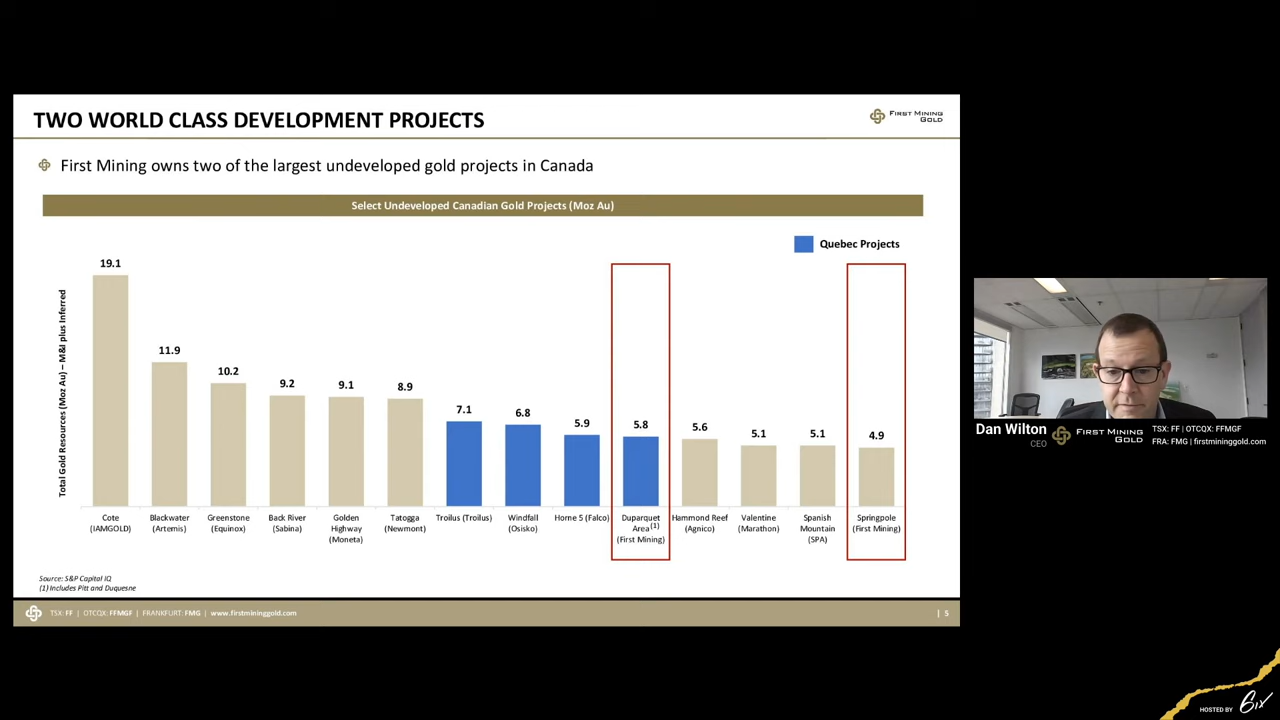 TWO WORLD CLASS DEVELOPMENT PROJECTS
FIRST MINING
GOLD
First Mining owns two of the largest undeveloped gold projects in Canada
Select Undeveloped Canadian Gold Projects (Moz Au)
Quebec Projects
Total Gold Resources (Moz Au) – M&I plus Inferred
19.1
11.9
10.2
9.2
9.1
8.9
7.1
6.8
5.9
5.8
5.6
5.1
5.1
4.9
Cote
(IAMGOLD)
Blackwater
(Artemis)
Greenstone
(Equinox)
Back River
(Sabina)
Golden
Highway
(Moneta)
Tatogga
(Newmont)
Troilus (Troilus)
Windfall
(Osisko)
Horne 5 (Falco)
Duparquet
Area(1)
(First Mining)
Hammond Reef
(Agnico)
Valentine
(Marathon)
Spanish
Mountain
(SPA)
Springpole
(First Mining)
Source: S&P Capital IQ
(1) Includes Pitt and Duquesne
TSX: FF | OTCQX: FFMGF | FRANKFURT: FMG | www.firstmininggold.com
| 5
Dan Wilton
CEO
FIRST MINING
GOLD
TSX: FF | OTCQX: FFMGF
FRA: FMG | firstmininggold.com
HOSTED BY 6ix